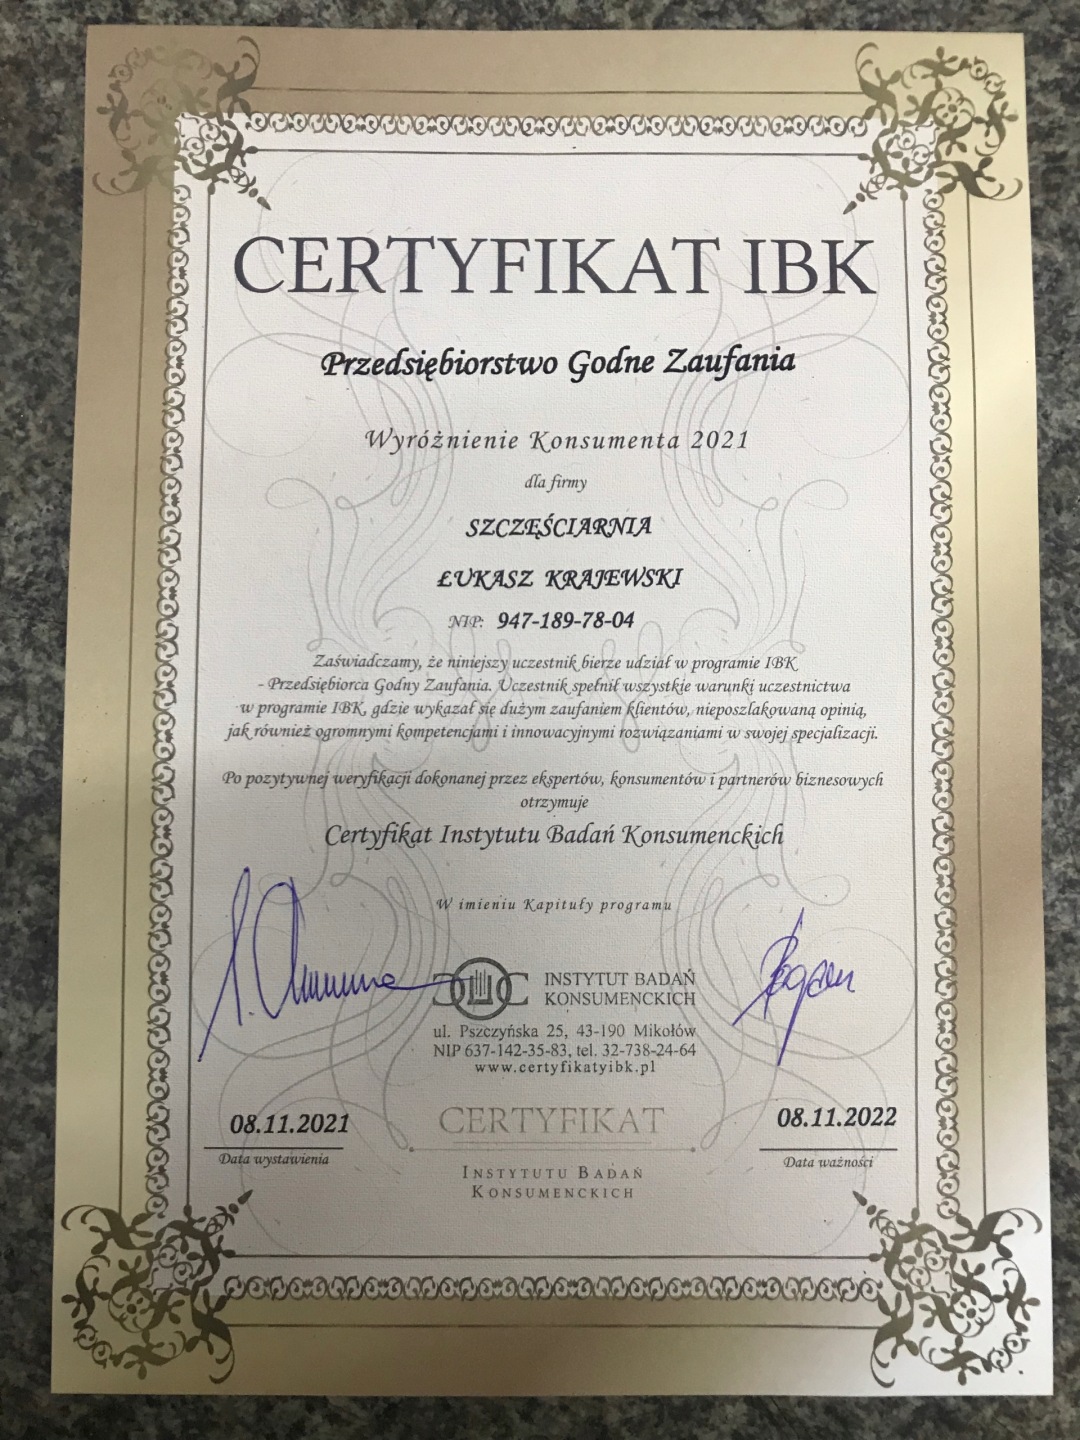 CERTYFIKAT IBK
Przedsiębiorstwo Godne Zaufania
Wyróżnienie Konsumenta 2021
dla firmy
SZCZĘŚCIARNIA
ŁUKASZ KRAJEWSKI
NIP: 947-189-78-04
Zaświadczamy, że niniejszy uczestnik bierze udział w programie IBK
- Przedsiębiorca Godny Zaufania. Uczestnik spełnił wszystkie warunki uczestnictwa
w programie IBK, gdzie wykazał się dużym zaufaniem klientów, nieposzlakowaną opinią,
jak również ogromnymi kompetencjami i innowacyjnymi rozwiązaniami w swojej specjalizacji.
Po pozytywnej weryfikacji dokonanej przez ekspertów, konsumentów i partnerów biznesowych
otrzymuje
Certyfikat Instytutu Badań Konsumenckich
W imieniu Kapituły programu
INSTYTUT BADAŃ
KONSUMENCKICH
ul. Pszczyńska 25, 43-190 Mikołów
NIP 637-142-35-83, tel. 32-738-24-64
www.certyfikatyibk.pl
08.11.2021
Data wystawienia
CERTYFIKAT
INSTYTUTU BADAŃ
KONSUMENCKICH
08.11.2022
Data ważności